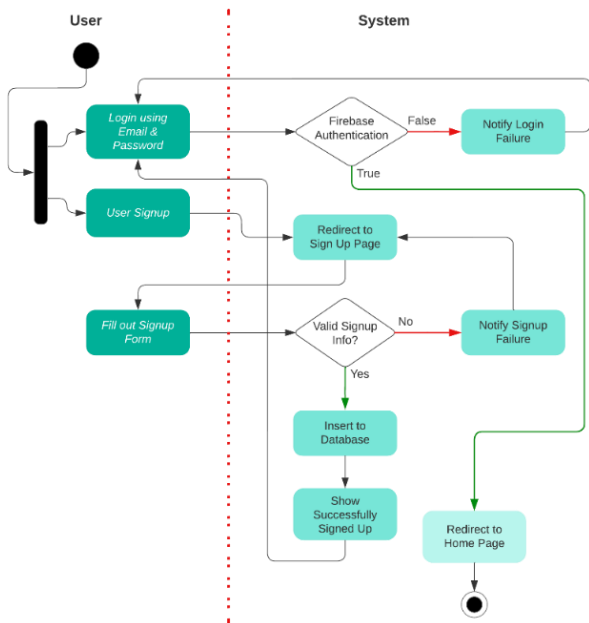 User
System
Login using
Email &
Password
Firebase
Authentication
False
Notify Login
Failure
True
User Signup
Redirect to
Sign Up Page
Fill out Signup
Form
Valid Signup
Info?
No
Notify Signup
Failure
Yes
Insert to
Database
Show
Successfully
Signed Up
Redirect to
Home Page